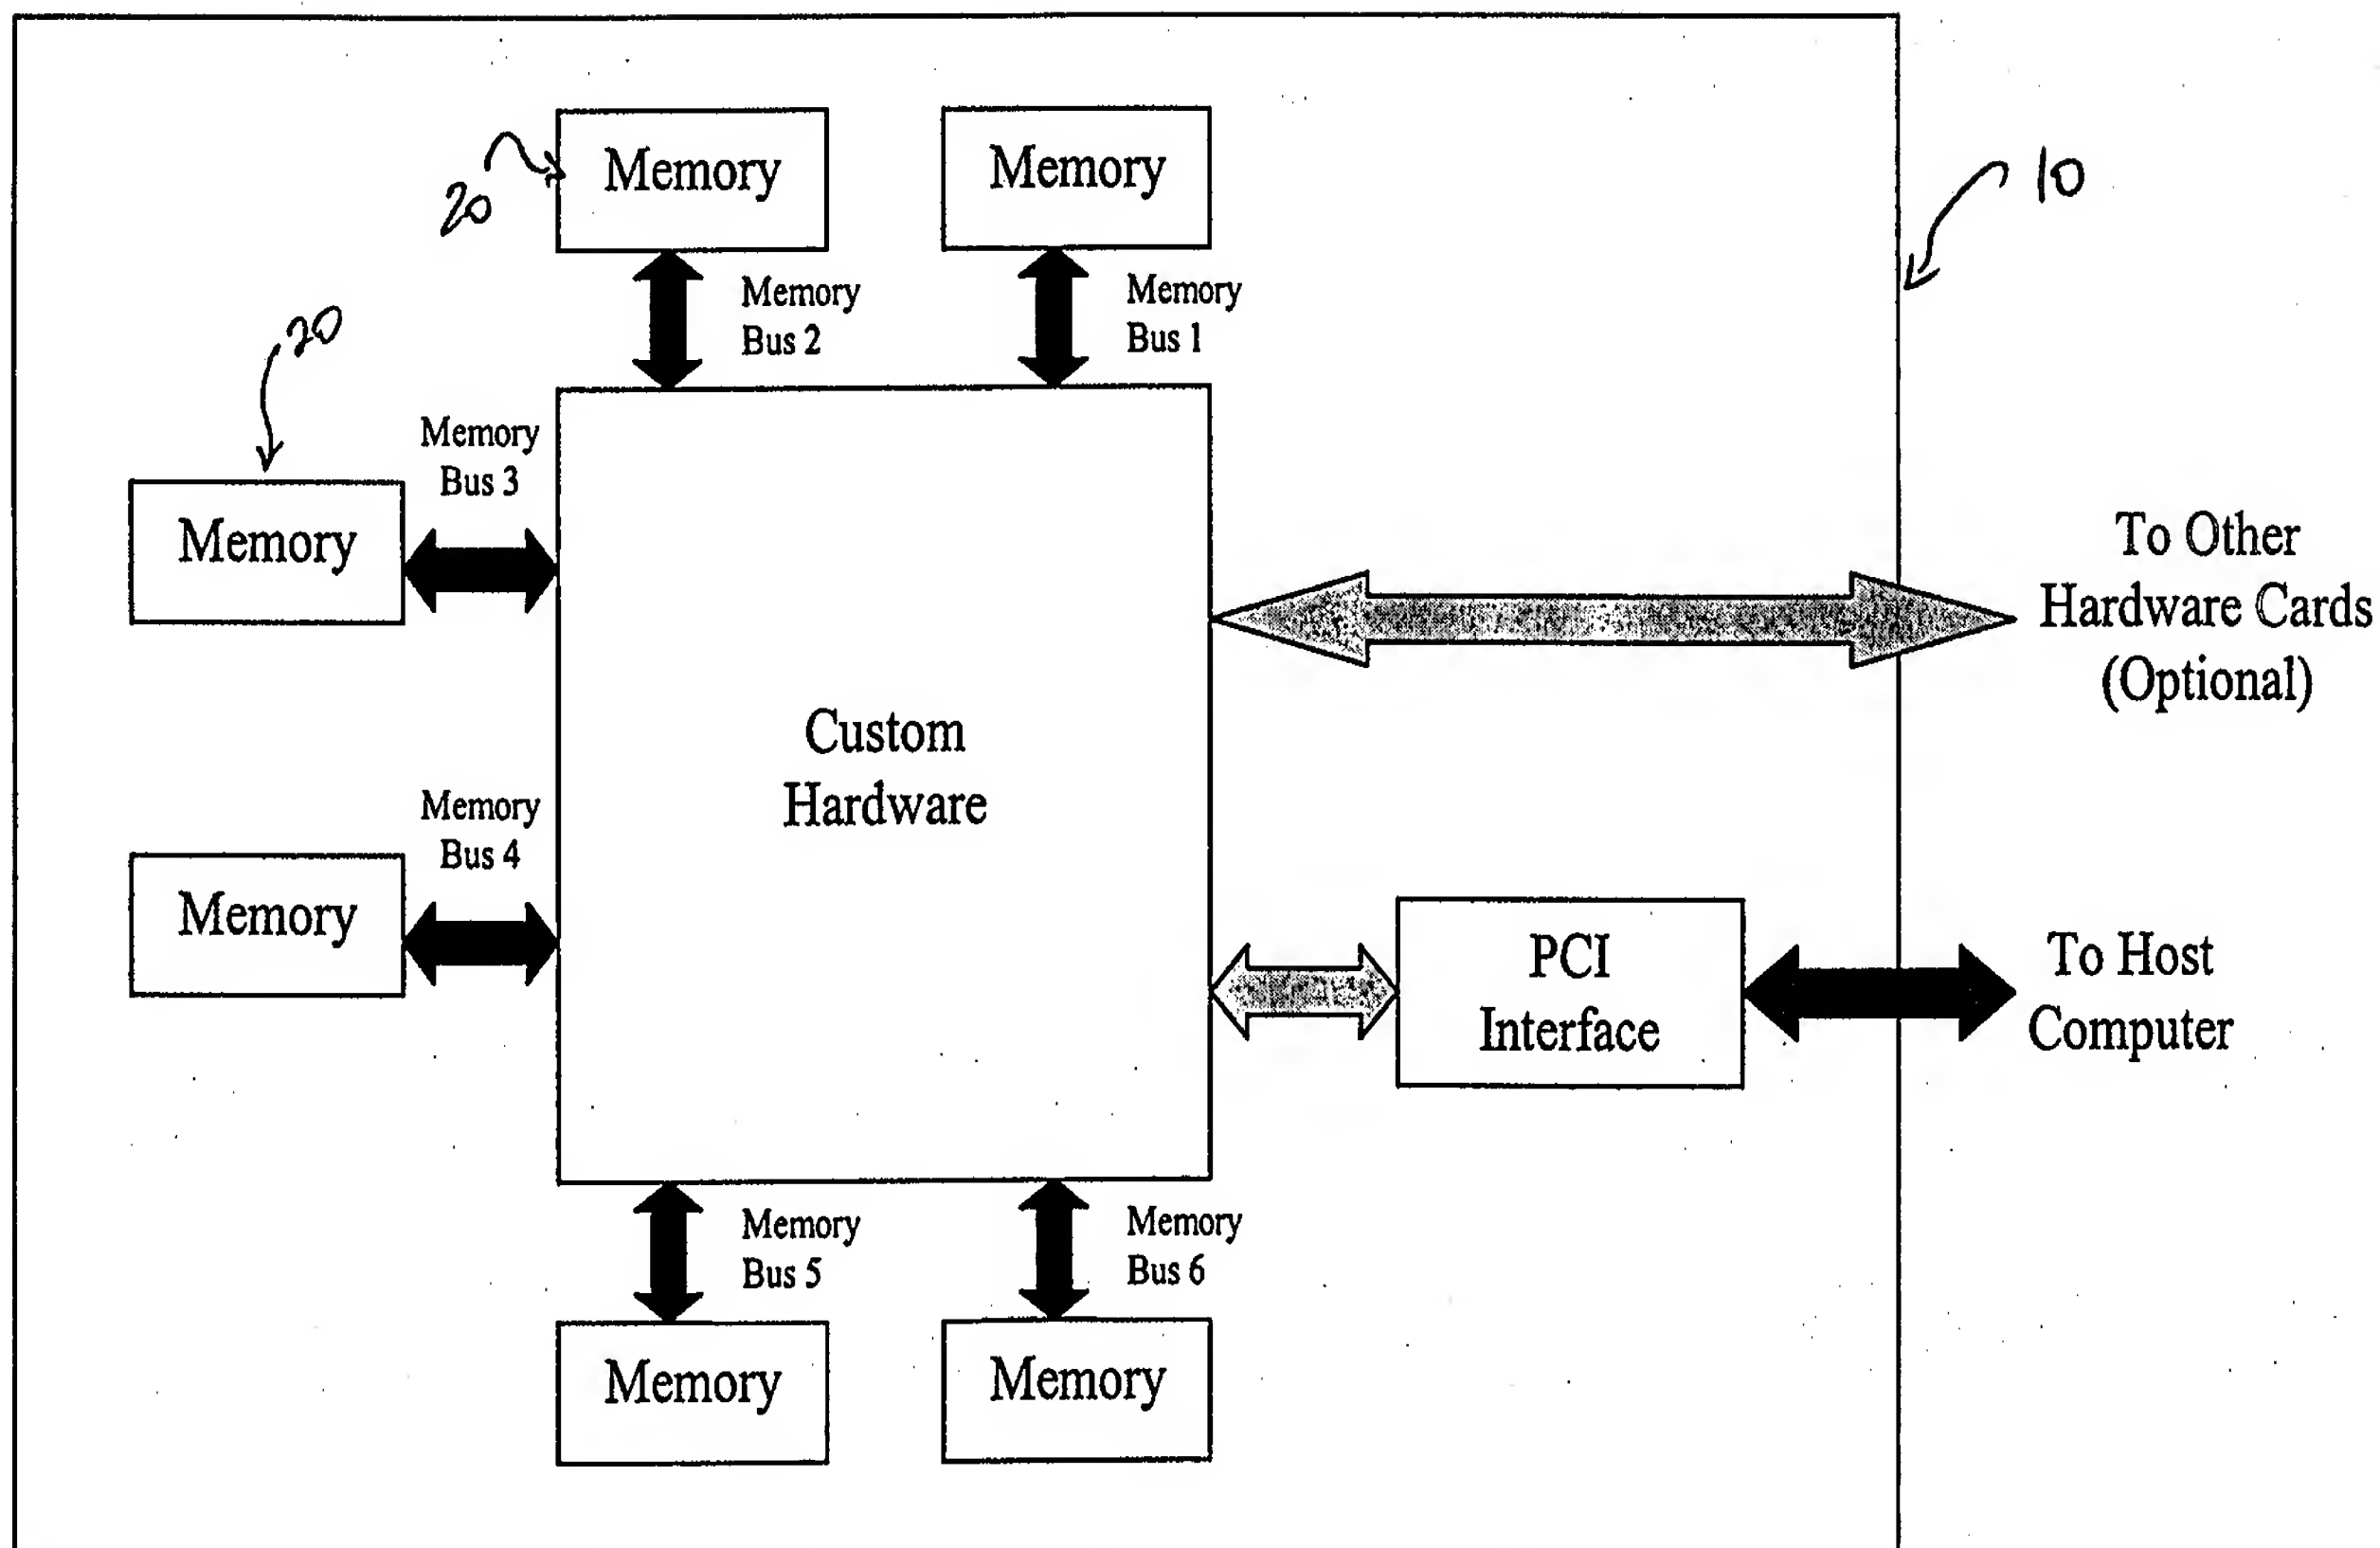 Memory
Memory
20
10
Memory
Bus 2
Memory
Bus 1
20
Memory
Bus 3
Memory
To Other
Hardware Cards
(Optional)
Custom
Hardware
Memory
Bus 4
Memory
PCI
Interface
To Host
Computer
Memory
Bus 5
Memory
Bus 6
Memory
Memory